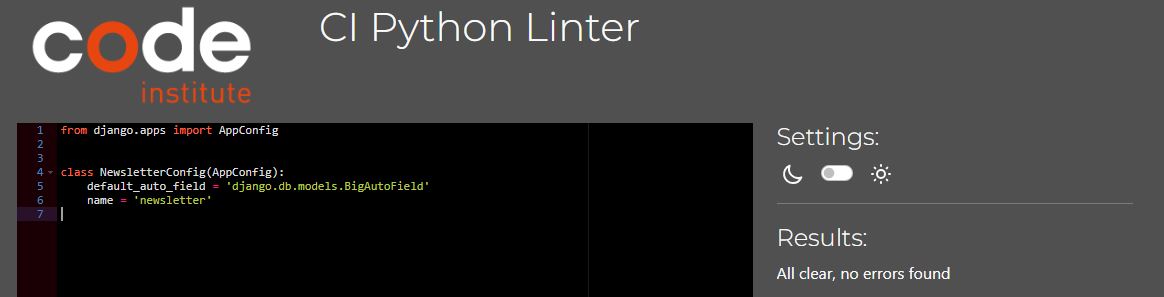 code
institute
CI Python Linter
1 from django.apps import AppConfig
2
3
4 class NewsletterConfig(AppConfig):
5     default_auto_field = 'django.db.models.BigAutoField'
6     name = 'newsletter'
7
Settings:
Results:
All clear, no errors found